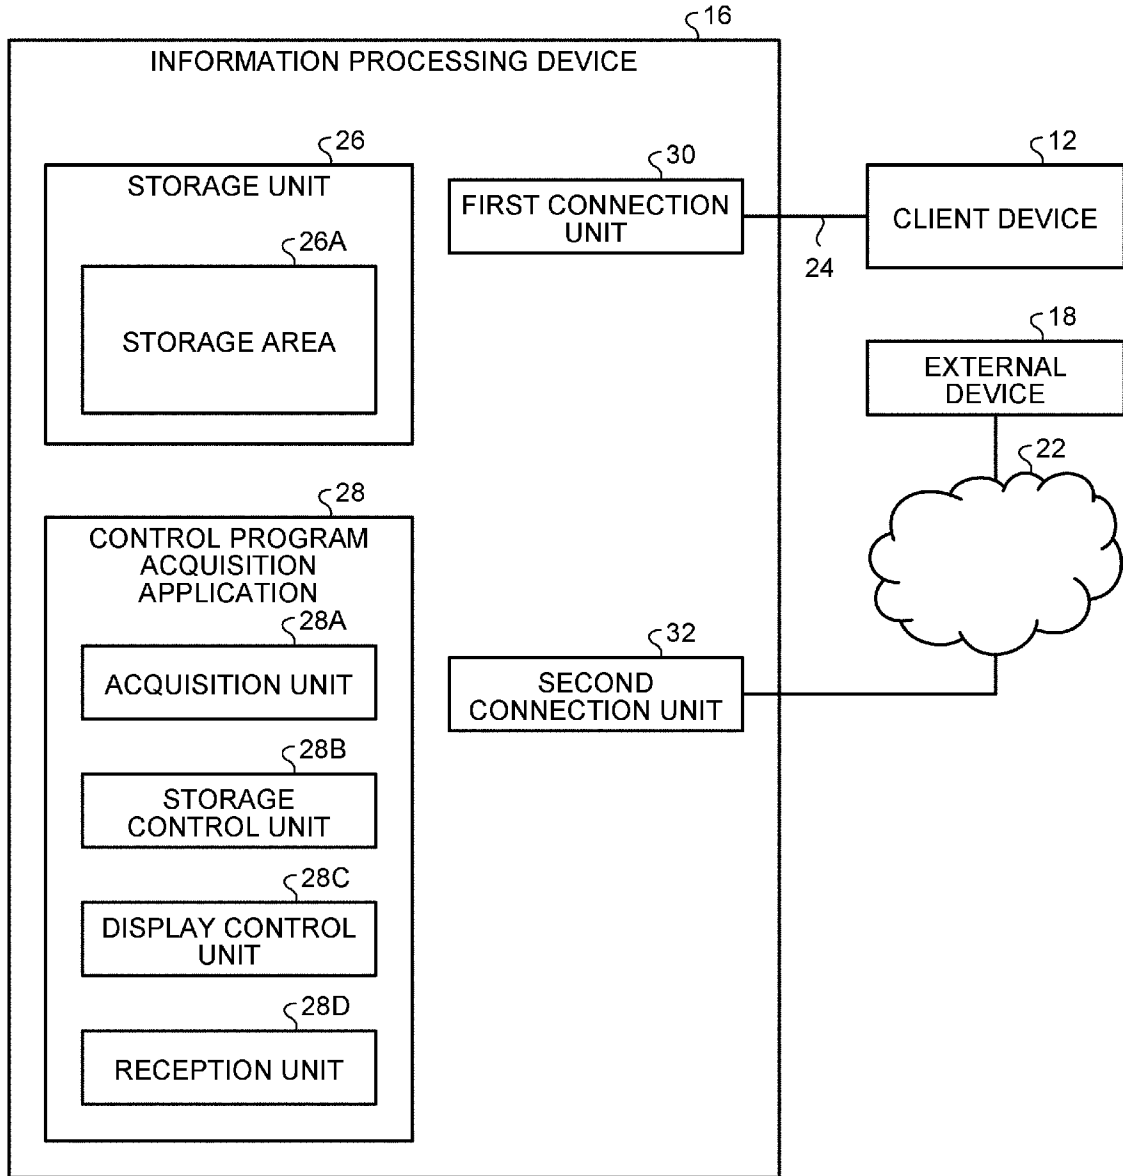 16
INFORMATION PROCESSING DEVICE
26
STORAGE UNIT
26A
STORAGE AREA
30
FIRST CONNECTION
UNIT
24
12
CLIENT DEVICE
18
EXTERNAL
DEVICE
22
28
CONTROL PROGRAM
ACQUISITION
APPLICATION
28A
ACQUISITION UNIT
28B
STORAGE
CONTROL UNIT
28C
DISPLAY CONTROL
UNIT
28D
RECEPTION UNIT
32
SECOND
CONNECTION UNIT